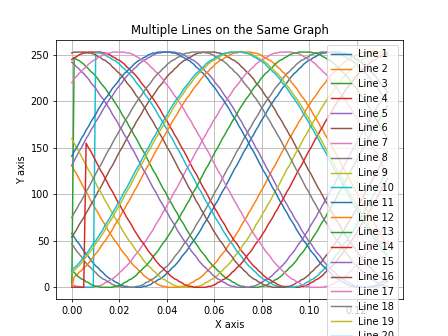 Multiple Lines on the Same Graph
Y axis
250
200
150
100
50
0
0.00
0.02
0.04
0.06
0.08
0.10
X axis
Line 1
Line 2
Line 3
Line 4
Line 5
Line 6
Line 7
Line 8
Line 9
Line 10
Line 11
Line 12
Line 13
Line 14
Line 15
Line 16
Line 17
Line 18
Line 19
Line 20